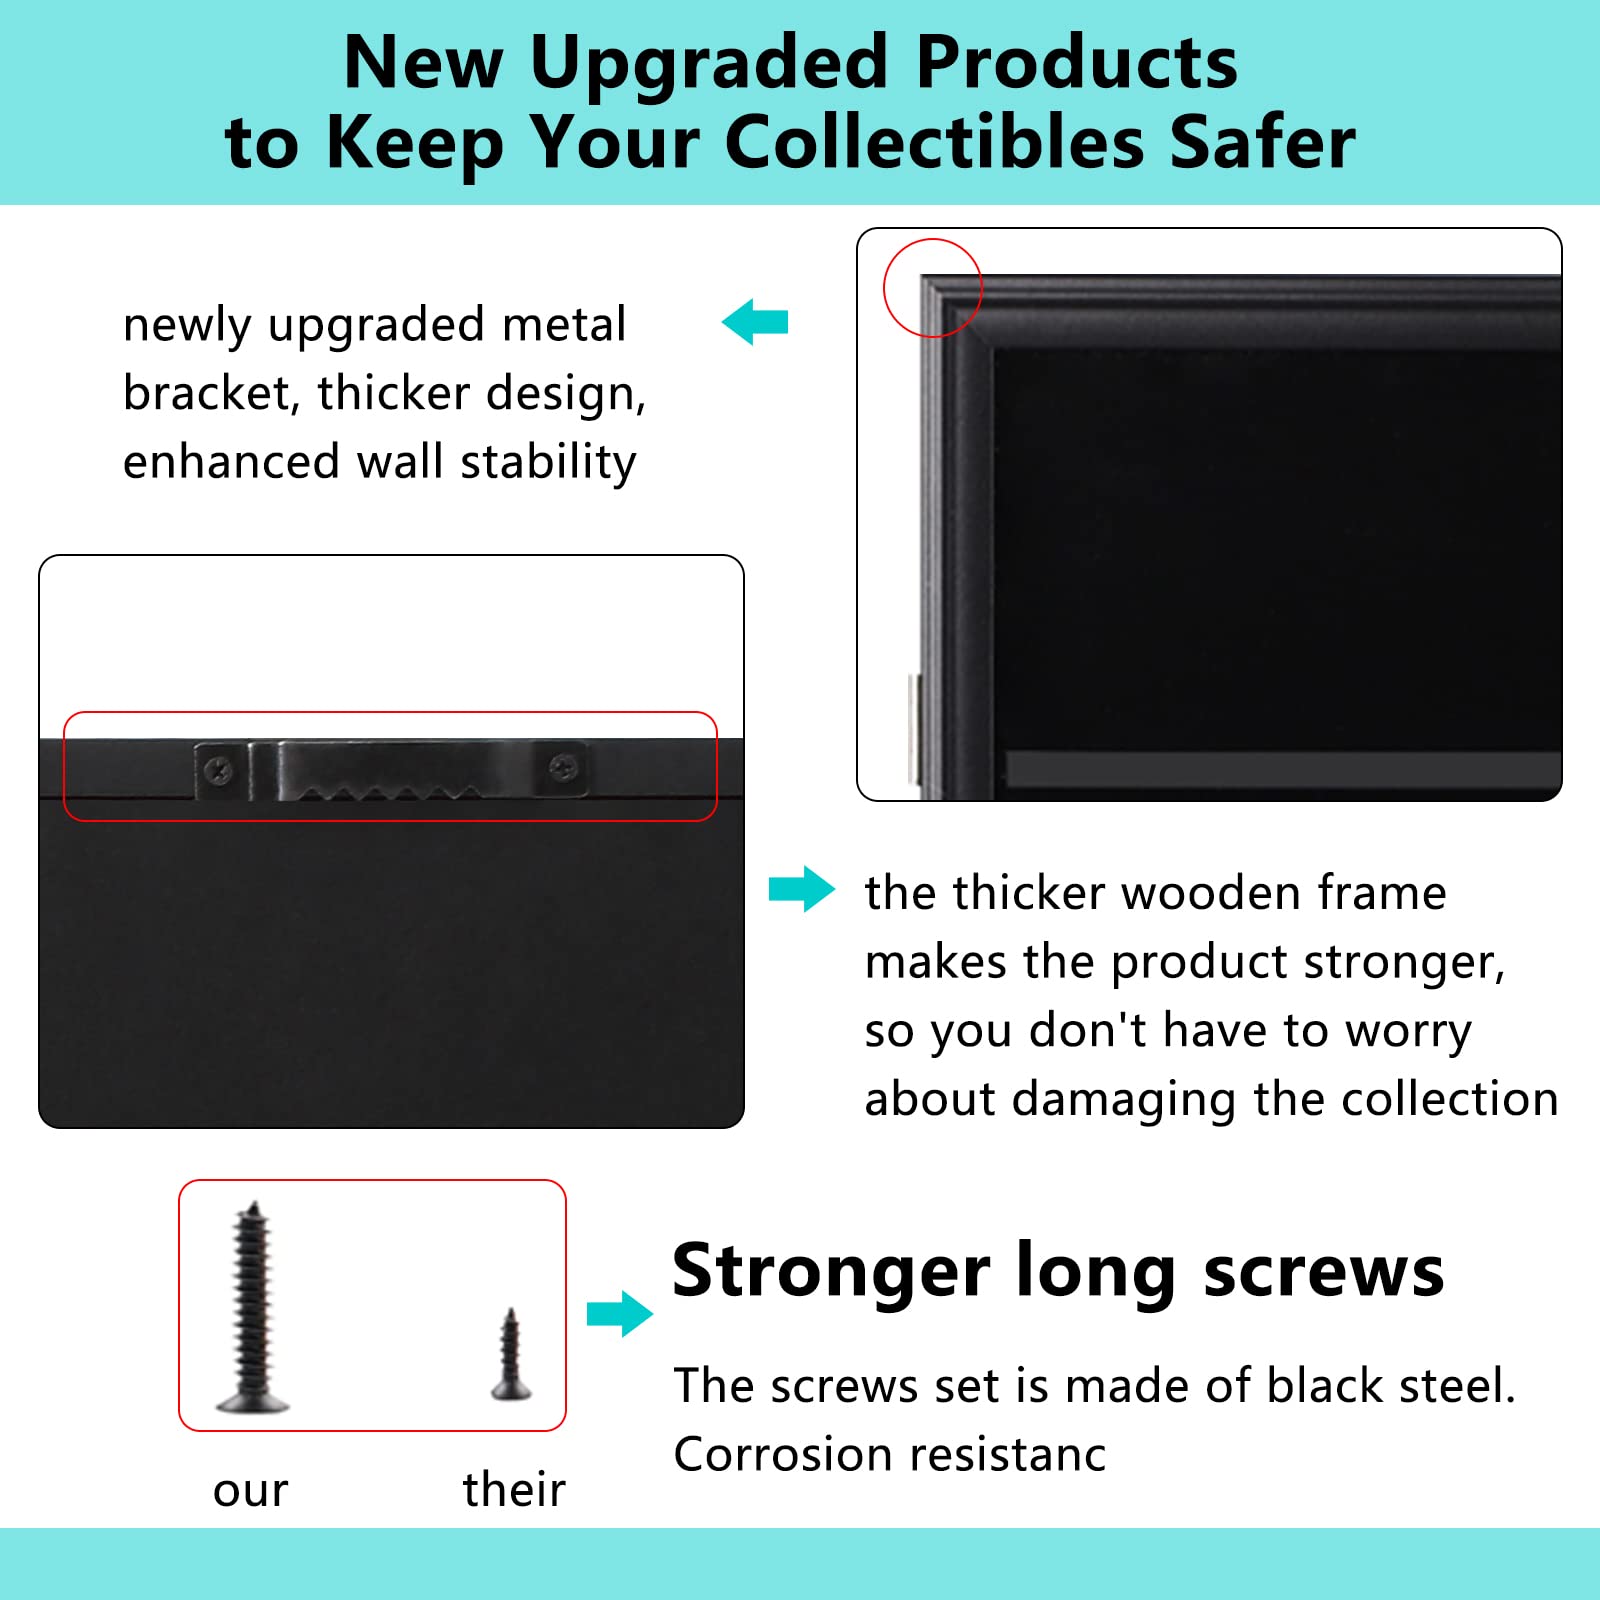 New Upgraded Products
to Keep Your Collectibles Safer
newly upgraded metal
bracket, thicker design,
enhanced wall stability
the thicker wooden frame
makes the product stronger,
so you don't have to worry
about damaging the collection
Stronger long screws
The screws set is made of black steel.
Corrosion resistanc
our
their